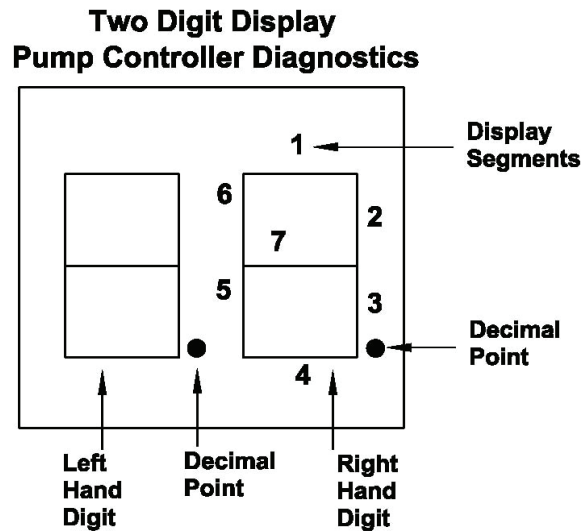 Two Digit Display
Pump Controller Diagnostics
1
Display
Segments
6
2
7
5
3
Decimal
Point
4
Left
Hand
Digit
Decimal
Point
Right
Hand
Digit